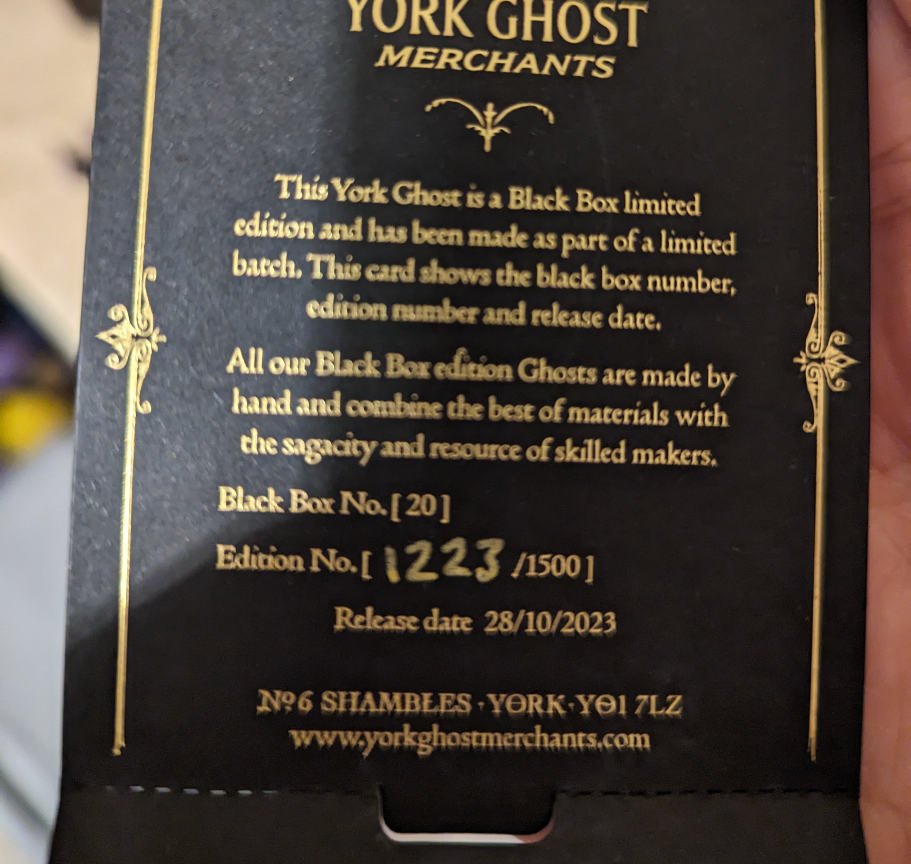 YORK GHOST
MERCHANTS
This York Ghost is a Black Box limited
edition and has been made as part of a limited
batch. This card shows the black box number,
edition number and release date.
All our Black Box edition Ghosts are made by
hand and combine the best of materials with
the sagacity and resource of skilled makers.
Black Box No. [ 20 ]
Edition No. [ 1223 /1500 ]
Release date 28/10/2023
Nº6 SHAMBLES · YORK · YO1 7LZ
www.yorkghostmerchants.com